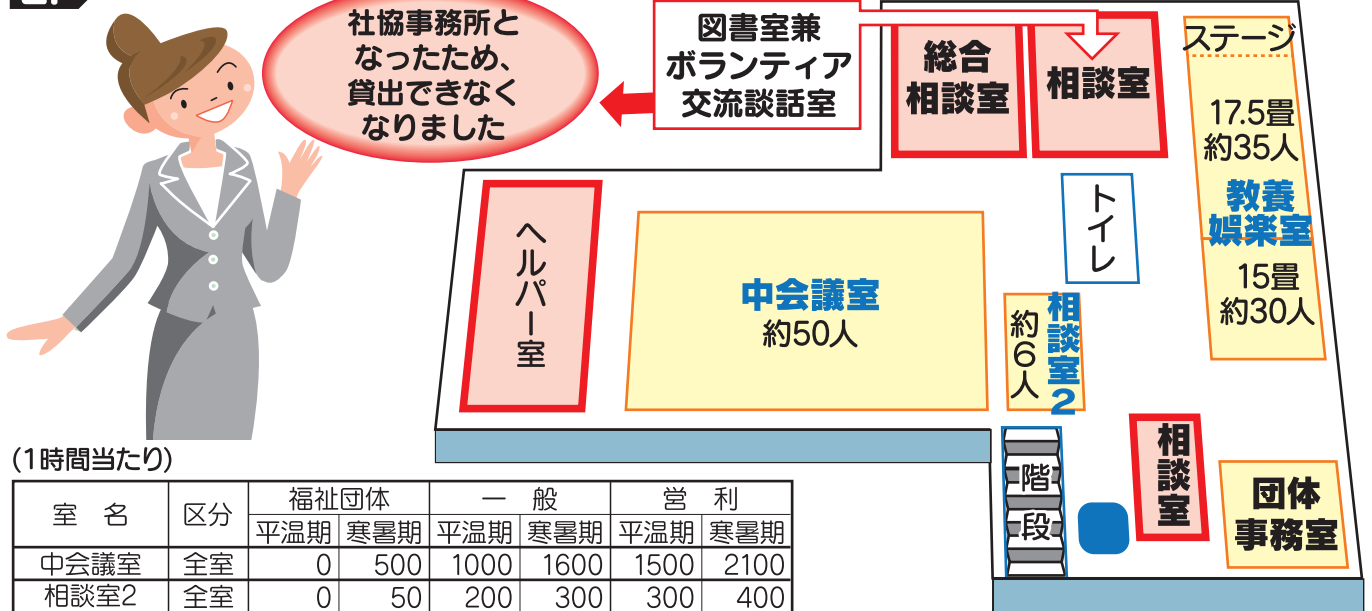 社協事務所と
なったため、
貸出できなく
なりました
図書室兼
ボランティア
交流談話室
総合
相談室
相談室
ステージ
17.5畳
約35人
教養
娯楽室
15畳
約30人
トイレ
ヘルパー室
中会議室
約50人
相談室2
約6人
階段
相談室
団体
事務室
(1時間当たり)
室 名 区分 福祉団体 一 般 営 利
平温期 寒暑期 平温期 寒暑期 平温期 寒暑期
中会議室 全室 0 500 1000 1600 1500 2100
相談室2 全室 0 50 200 300 300 400